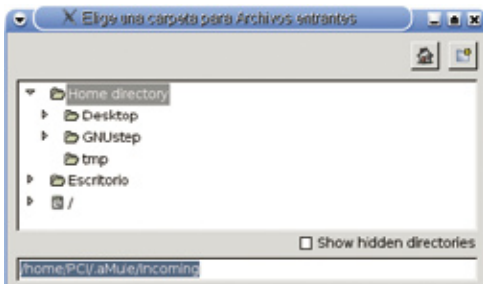 Elige una carpeta para Archivos entrantes
Home directory
Desktop
GNUstep
tmp
Escritorio
/
Show hidden directories
/home/PCI/.aMule/Incoming